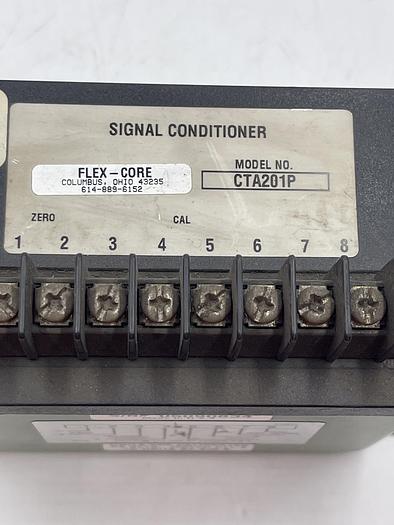 SIGNAL CONDITIONER
FLEX-CORE
COLUMBUS, OHIO 43235
614-889-6152
MODEL NO.
CTA201P
ZERO CAL
1 2 3 4 5 6 7 8